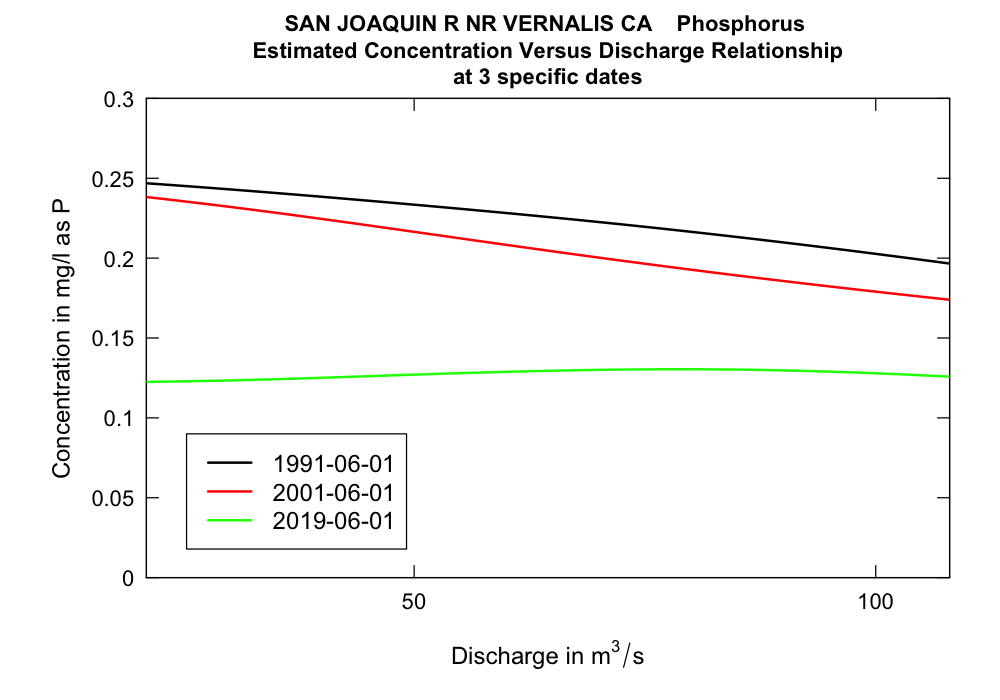 SAN JOAQUIN R NR VERNALIS CA    Phosphorus
Estimated Concentration Versus Discharge Relationship
at 3 specific dates
0.3
0.25
0.2
0.15
0.1
0.05
0
Concentration in mg/l as P
1991-06-01
2001-06-01
2019-06-01
50 100
Discharge in m³/s